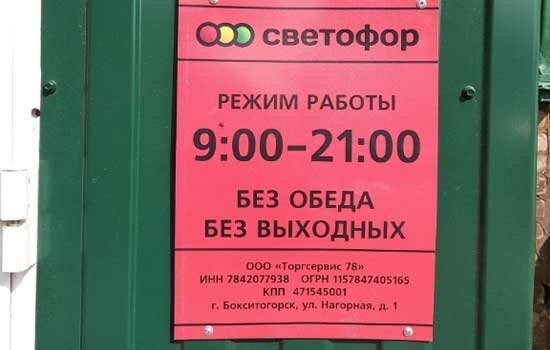 светофор
РЕЖИМ РАБОТЫ
9:00–21:00
БЕЗ ОБЕДА
БЕЗ ВЫХОДНЫХ
ООО «Торгсервис 78»
ИНН 7842077938 ОГРН 1157847405165
КПП 471545001
г. Бокситогорск, ул. Нагорная, д. 1